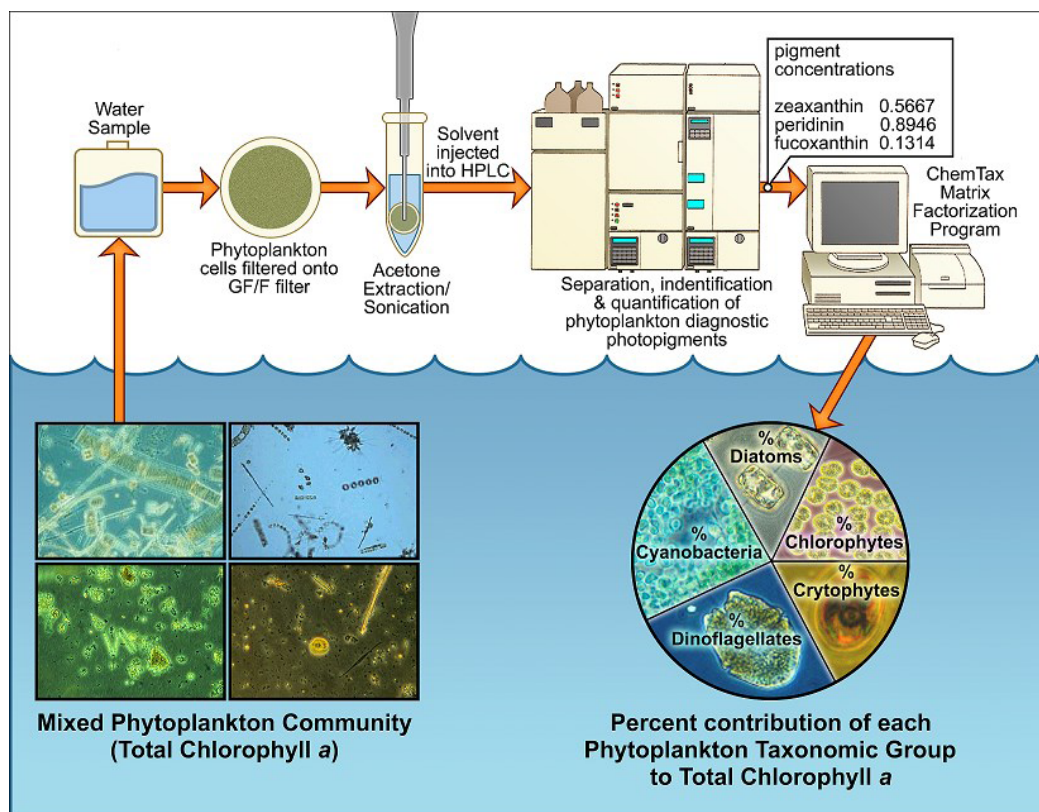 Water
Sample
Phytoplankton
cells filtered onto
GF/F filter
Acetone
Extraction/
Sonication
Solvent
injected
into HPLC
Separation, indentification
& quantification of
phytoplankton diagnostic
photopigments
pigment
concentrations
zeaxanthin 0.5667
peridinin 0.8946
fucoxanthin 0.1314
ChemTax
Matrix
Factorization
Program
Mixed Phytoplankton Community
(Total Chlorophyll a)
%
Diatoms
%
Chlorophytes
%
Crytophytes
%
Dinoflagellates
%
Cyanobacteria
Percent contribution of each
Phytoplankton Taxonomic Group
to Total Chlorophyll a